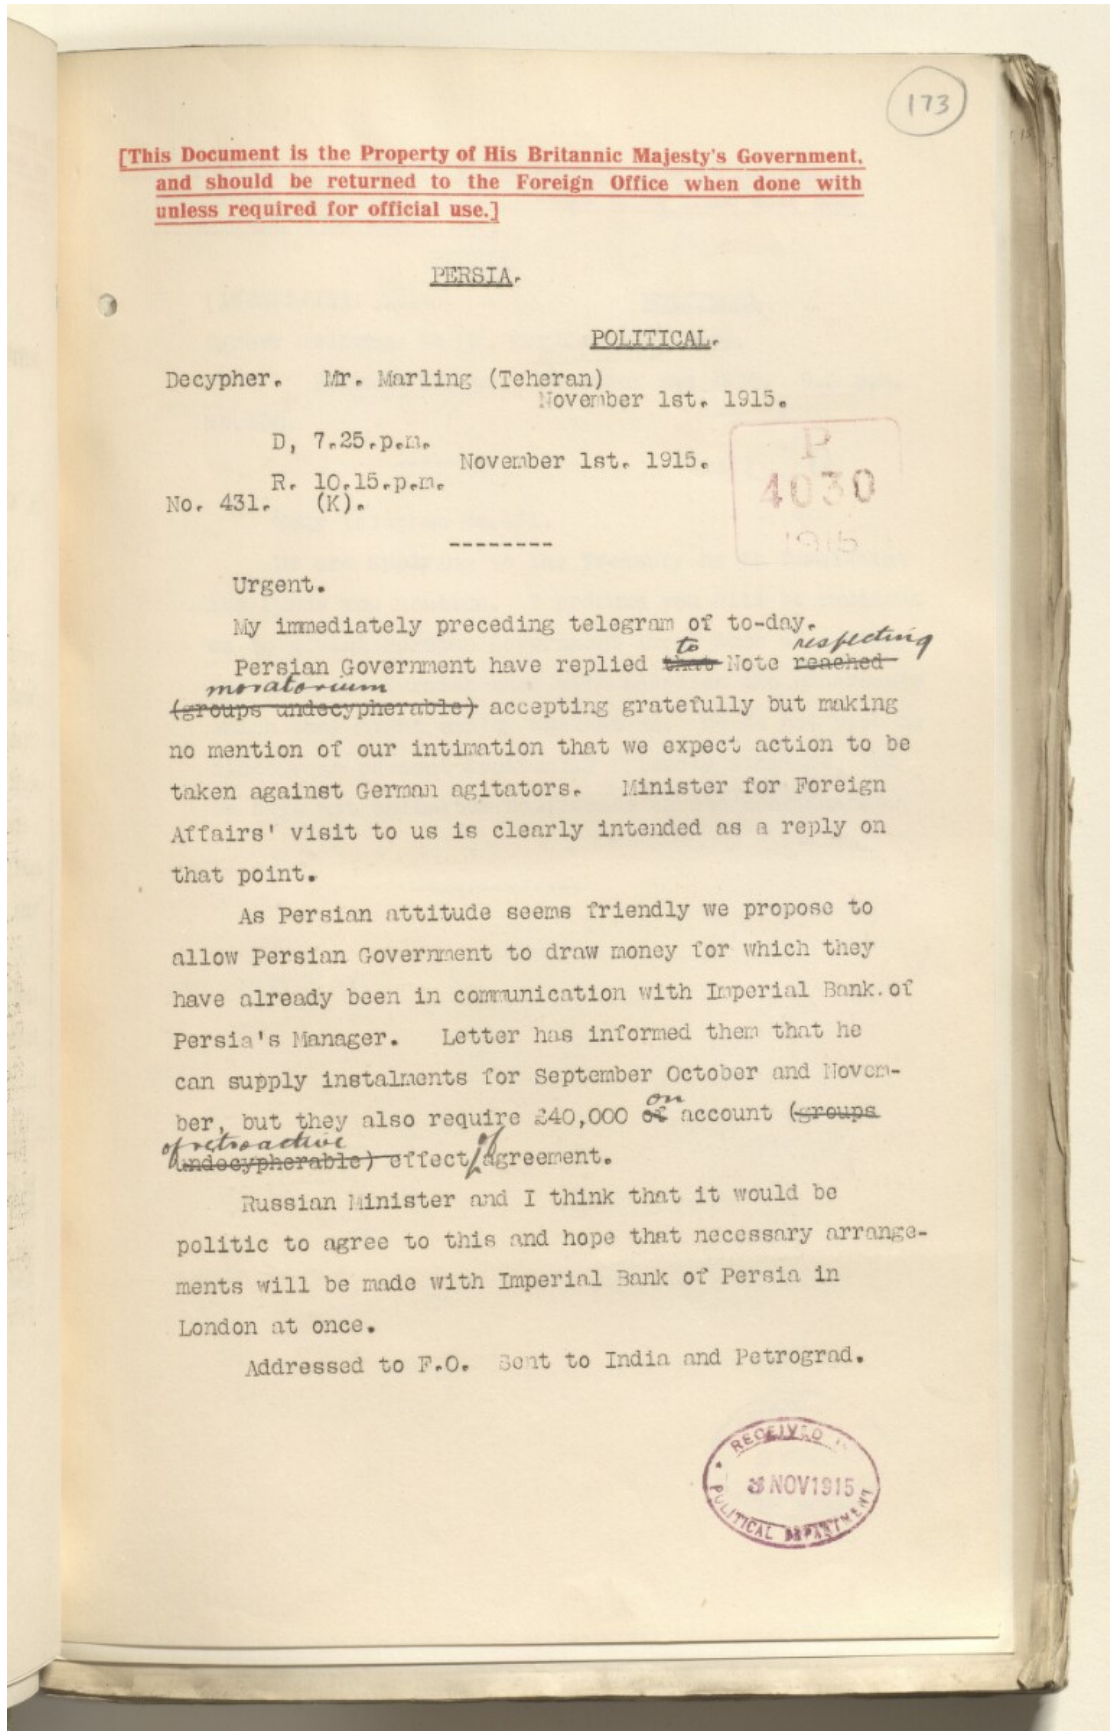 173
[This Document is the Property of His Britannic Majesty's Government,
and should be returned to the Foreign Office when done with
unless required for official use.]
PERSIA.
POLITICAL.
Decypher. Mr. Marling (Teheran)
November 1st. 1915.
D, 7.25.p.m.
November 1st. 1915.
R. 10.15.p.m.
No. 431. (K).
P
4030
1915
--------
Urgent.
My immediately preceding telegram of to-day.
to respecting
Persian Government have replied that Note reached
moratorium
(groups undecypherable) accepting gratefully but making
no mention of our intimation that we expect action to be
taken against German agitators. Minister for Foreign
Affairs' visit to us is clearly intended as a reply on
that point.
As Persian attitude seems friendly we propose to
allow Persian Government to draw money for which they
have already been in communication with Imperial Bank.of
Persia's Manager. Letter has informed them that he
can supply instalments for September October and Novem-
on
ber, but they also require £40,000 of account (groups
of retroactive of
undecypherable) effect/agreement.
Russian Minister and I think that it would be
politic to agree to this and hope that necessary arrange-
ments will be made with Imperial Bank of Persia in
London at once.
Addressed to F.O. Sent to India and Petrograd.
RECEIVED
NOV 1915
POLITICAL DEPARTMENT